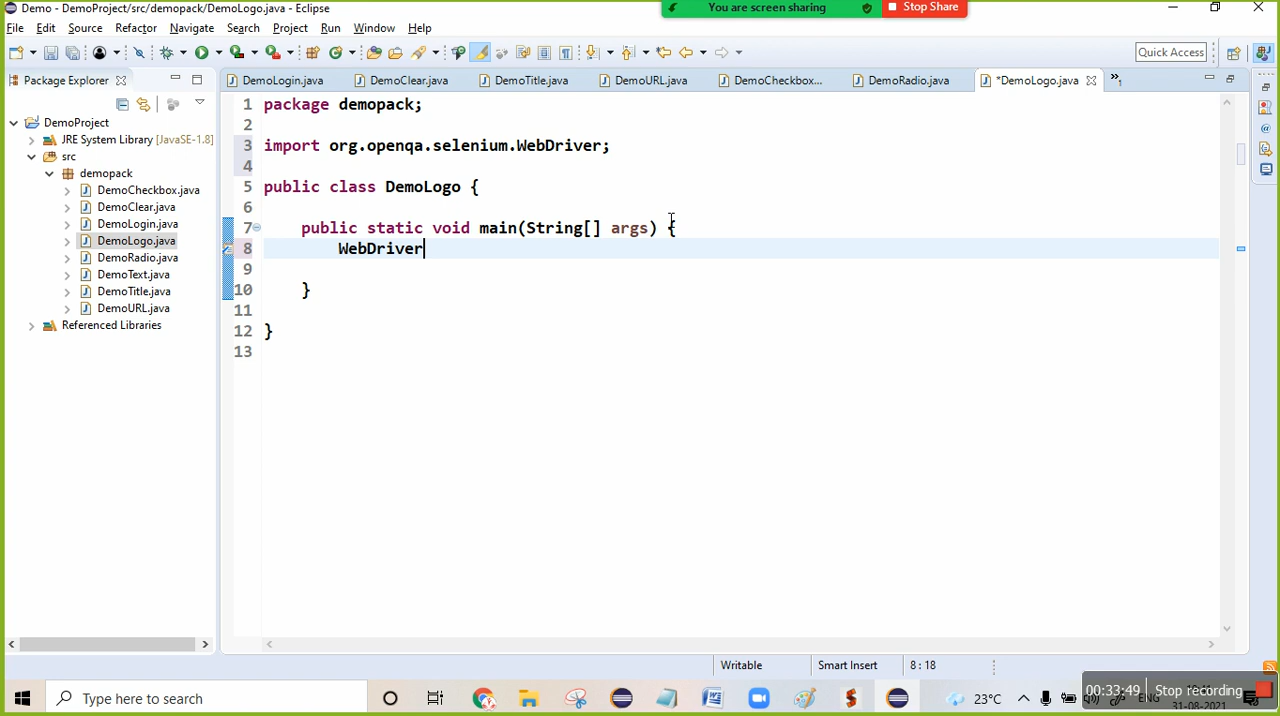 Demo - DemoProject/src/demopack/DemoLogo.java - Eclipse
You are screen sharing
Stop Share
File Edit Source Refactor Navigate Search Project Run Window Help
Quick Access
Package Explorer
DemoLogin.java
DemoClear.java
DemoTitle.java
DemoURL.java
DemoCheckbox...
DemoRadio.java
*DemoLogo.java
»1
DemoProject
JRE System Library [JavaSE-1.8]
src
demopack
DemoCheckbox.java
DemoClear.java
DemoLogin.java
DemoLogo.java
DemoRadio.java
DemoText.java
DemoTitle.java
DemoURL.java
Referenced Libraries
1 package demopack;
2
3 import org.openqa.selenium.WebDriver;
4
5 public class DemoLogo {
6
7 public static void main(String[] args) {
8 WebDriver
9
10 }
11
12 }
13
Writable
Smart Insert
8 : 18
Type here to search
23°C
ENG
31-08-2021
00:33:49
Stop recording